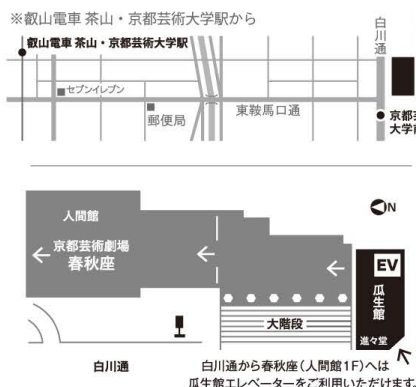 ※叡山電車 茶山・京都芸術大学駅から
叡山電車 茶山・京都芸術大学駅
白川通
セブンイレブン
郵便局
東鞍馬口通
京都芸
大学前
人間館
京都芸術劇場
春秋座
N
EV
瓜生館
大階段
進々堂
白川通
白川通から春秋座（人間館1F）へは
瓜生館エレベーターをご利用いただけます